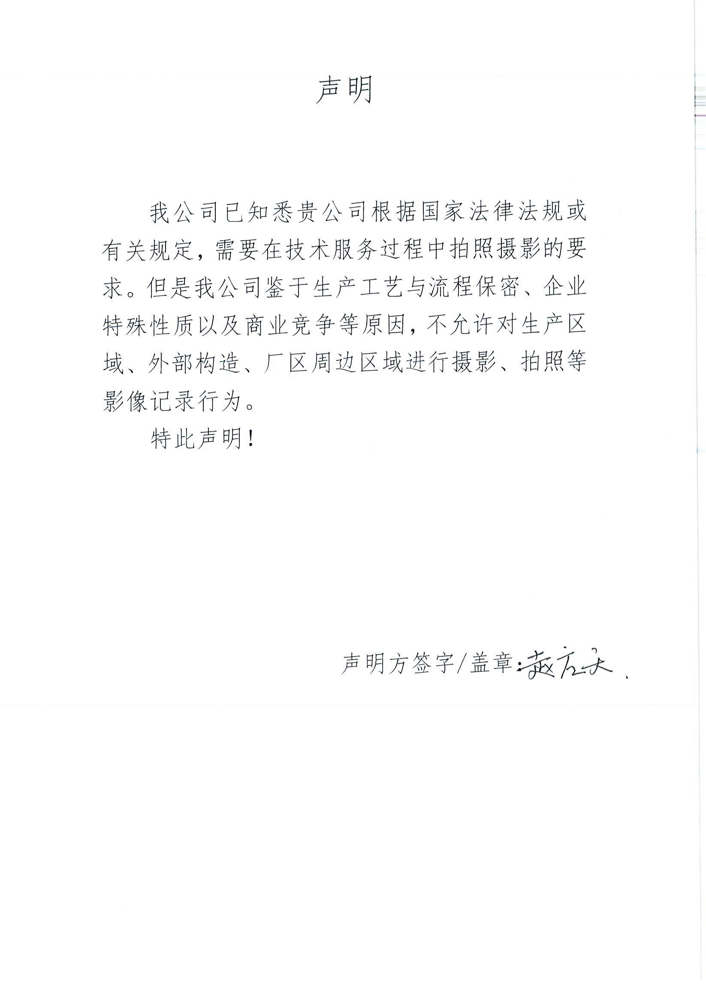 声明
我公司已知悉贵公司根据国家法律法规或
有关规定，需要在技术服务过程中拍照摄影的要
求。但是我公司鉴于生产工艺与流程保密、企业
特殊性质以及商业竞争等原因，不允许对生产区
域、外部构造、厂区周边区域进行摄影、拍照等
影像记录行为。
特此声明！
声明方签字/盖章：赵